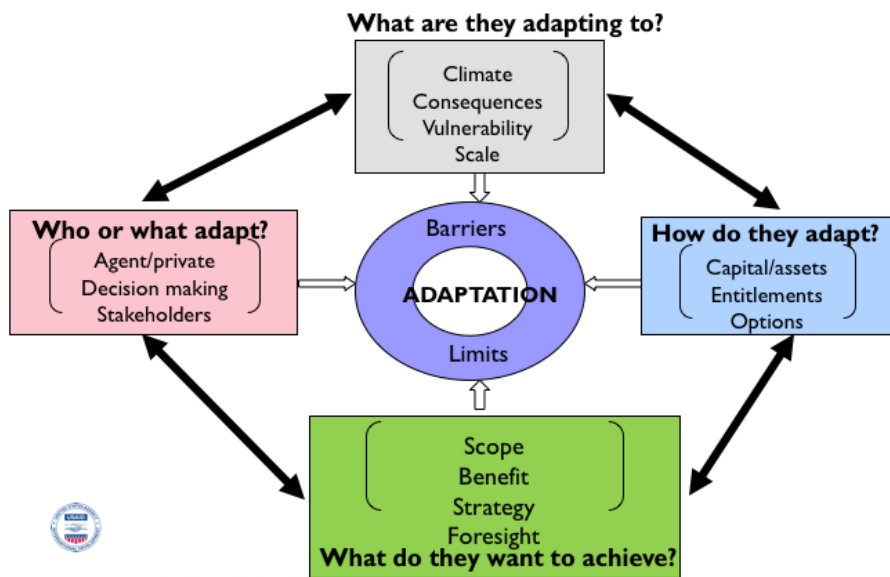 What are they adapting to?
Climate
Consequences
Vulnerability
Scale
Who or what adapt?
Agent/private
Decision making
Stakeholders
Barriers
ADAPTATION
Limits
How do they adapt?
Capital/assets
Entitlements
Options
Scope
Benefit
Strategy
Foresight
What do they want to achieve?
USAID